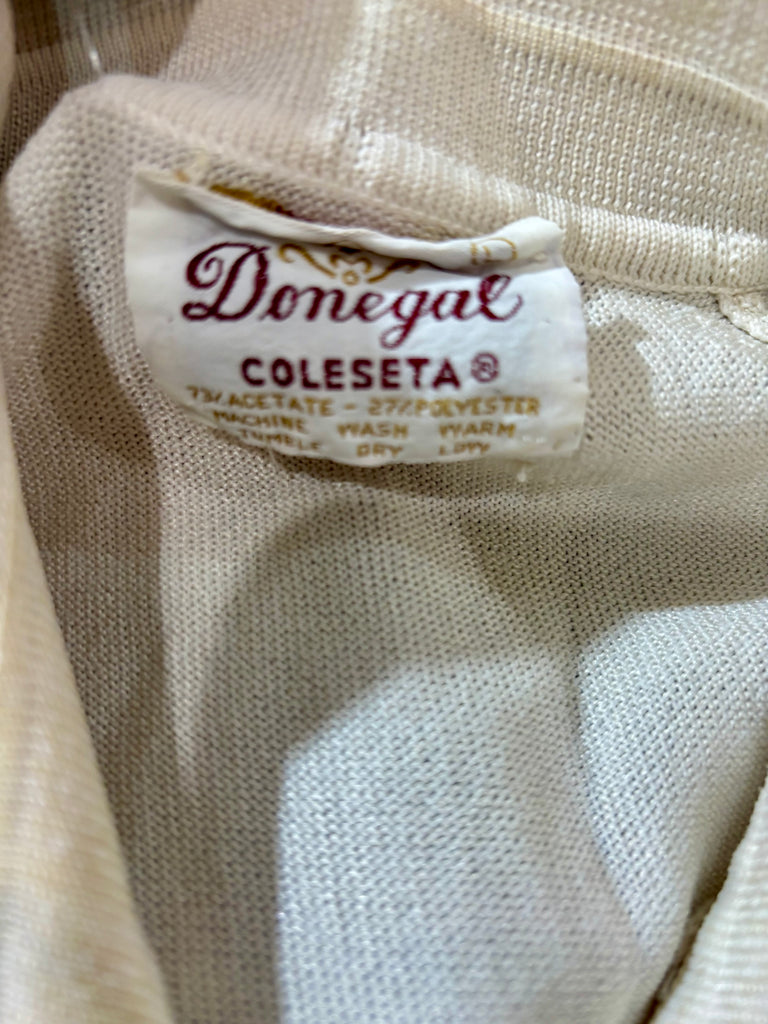 Donegal
COLESETA ®
73% ACETATE - 27% POLYESTER
MACHINE WASH WARM
TUMBLE DRY LOW